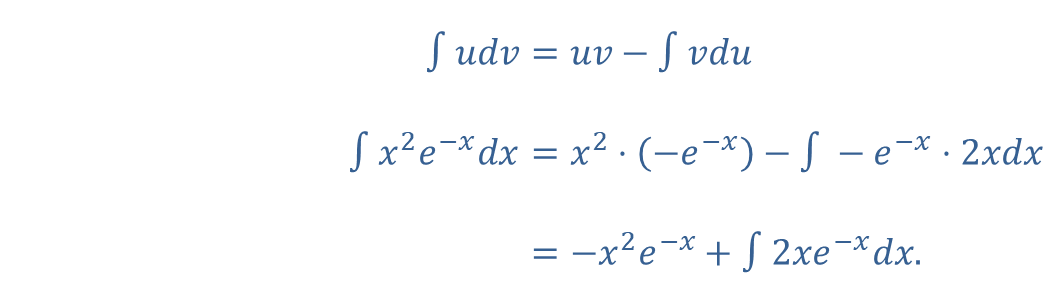 ∫ udv = uv − ∫ vdu
∫ x²e⁻ˣdx = x² · (−e⁻ˣ) − ∫ − e⁻ˣ · 2xdx
= −x²e⁻ˣ + ∫ 2xe⁻ˣdx.